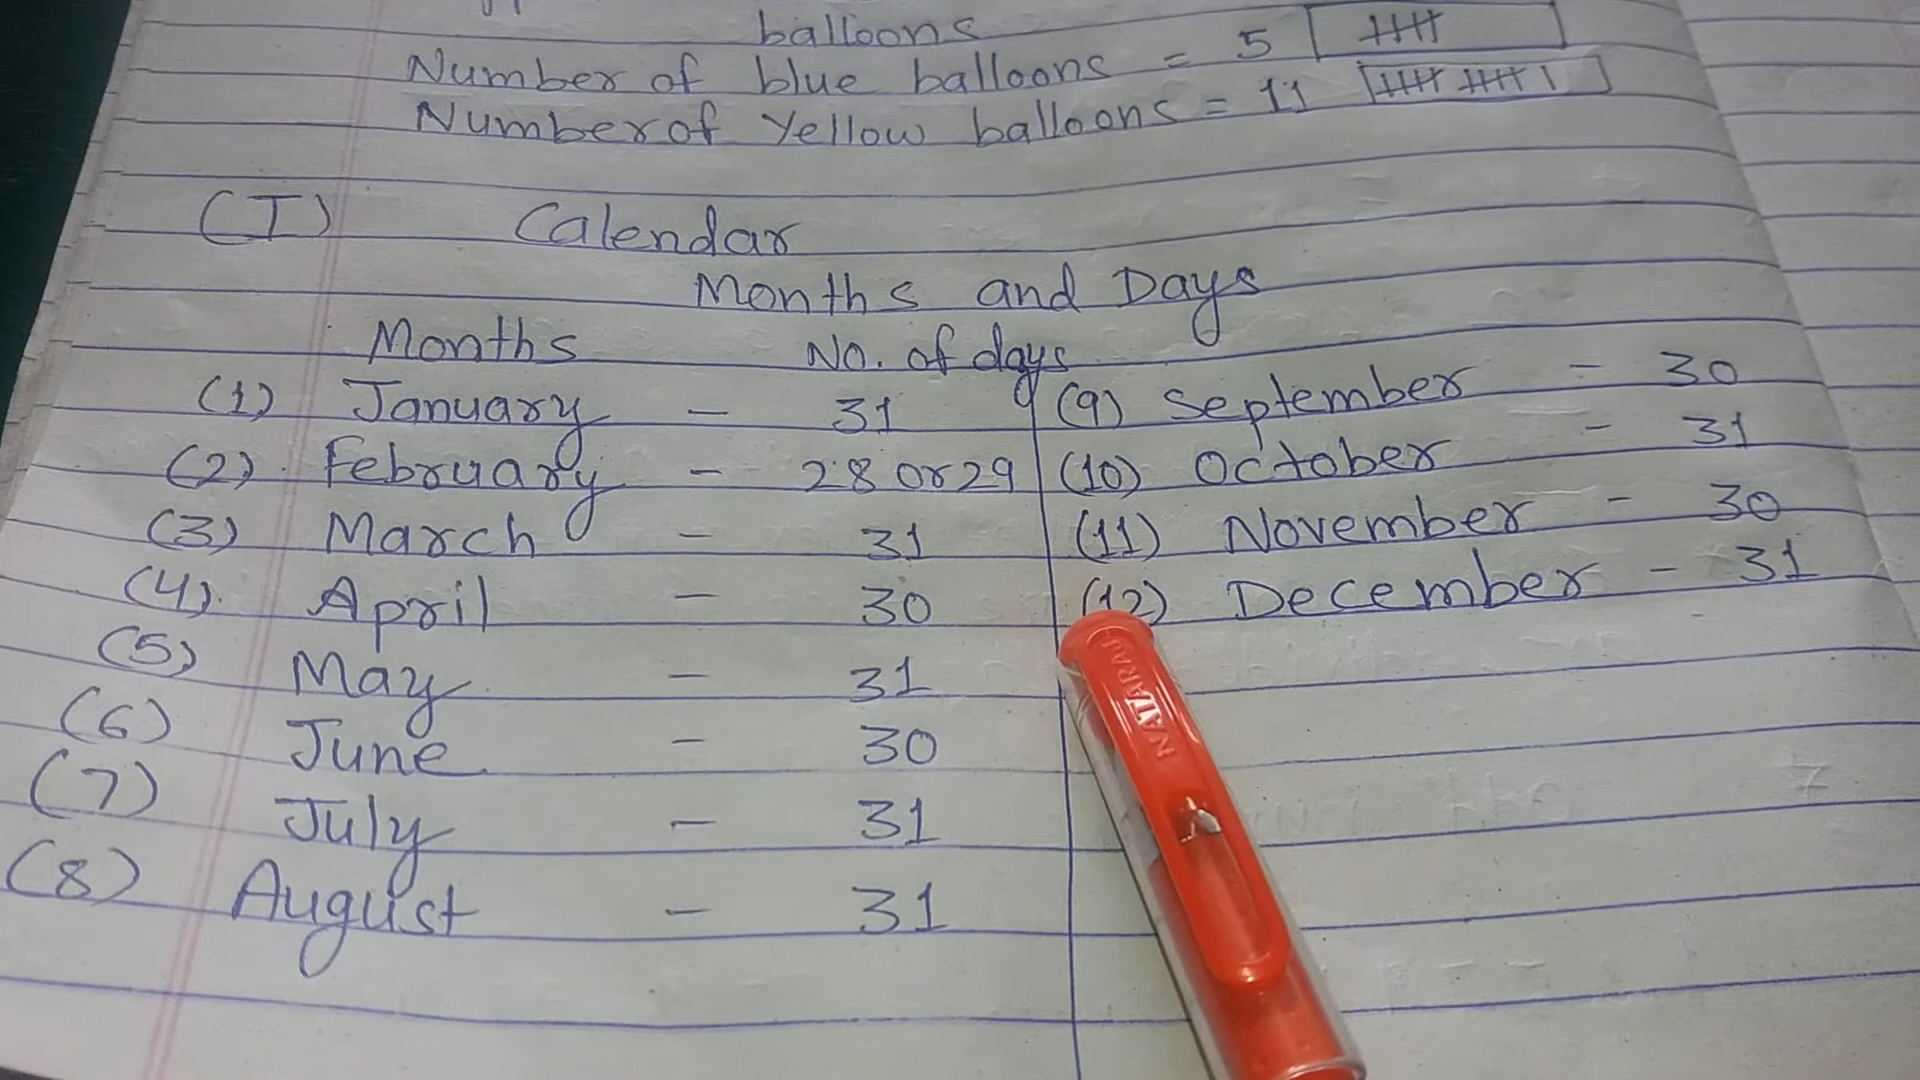 balloons
Number of blue balloons = 5
Number of Yellow balloons = 11
(I) Calendar
Months and Days
Months No. of days
(1) January - 31
(2) February - 28 or 29
(3) March - 31
(4) April - 30
(5) May - 31
(6) June - 30
(7) July - 31
(8) August - 31
(9) September - 30
(10) October - 31
(11) November - 30
(12) December - 31
NATARAJ